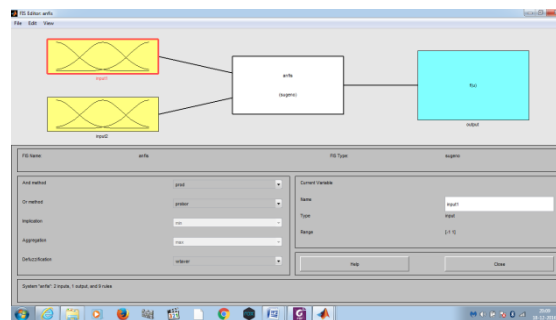 FIS Editor: anfis
File Edit View
input1
input2
anfis
(sugeno)
f(u)
output
FIS Name: anfis
FIS Type: sugeno
And method prod
Or method probor
Implication min
Aggregation max
Defuzzification wtaver
Current Variable
Name input1
Type input
Range [-1 1]
Help
Close
System "anfis": 2 inputs, 1 output, and 9 rules